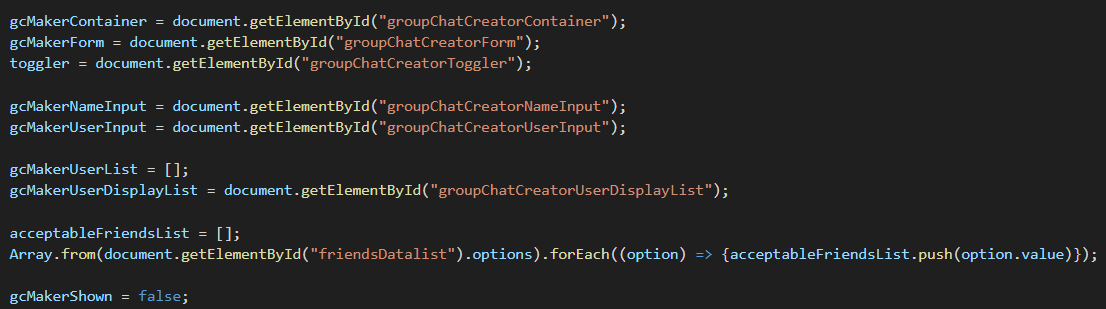 gcMakerContainer = document.getElementById("groupChatCreatorContainer");
gcMakerForm = document.getElementById("groupChatCreatorForm");
toggler = document.getElementById("groupChatCreatorToggler");
gcMakerNameInput = document.getElementById("groupChatCreatorNameInput");
gcMakerUserInput = document.getElementById("groupChatCreatorUserInput");
gcMakerUserList = [];
gcMakerUserDisplayList = document.getElementById("groupChatCreatorUserDisplayList");
acceptableFriendsList = [];
Array.from(document.getElementById("friendsDatalist").options).forEach((option) => {acceptableFriendsList.push(option.value)});
gcMakerShown = false;